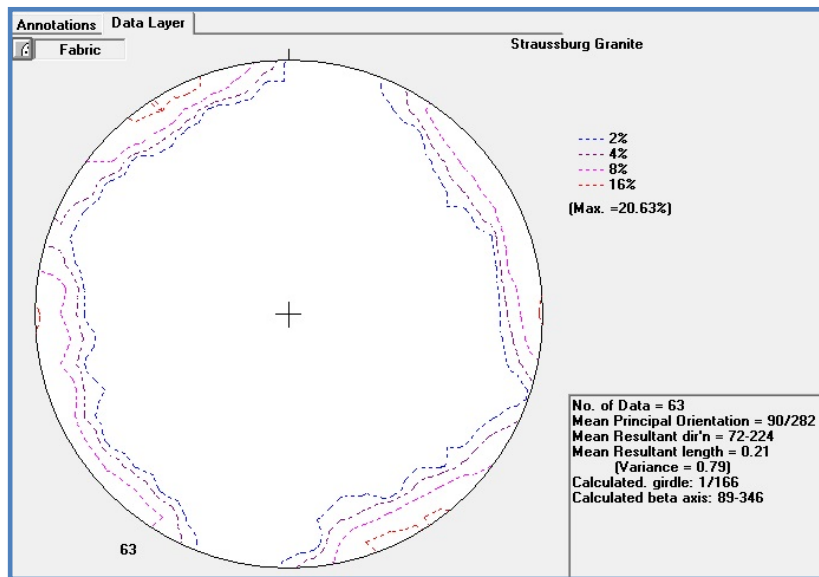 Annotations Data Layer
Fabric
Straussburg Granite
2%
4%
8%
16%
(Max. =20.63%)
No. of Data = 63
Mean Principal Orientation = 90/282
Mean Resultant dir'n = 72-224
Mean Resultant length = 0.21
(Variance = 0.79)
Calculated. girdle: 1/166
Calculated beta axis: 89-346
63